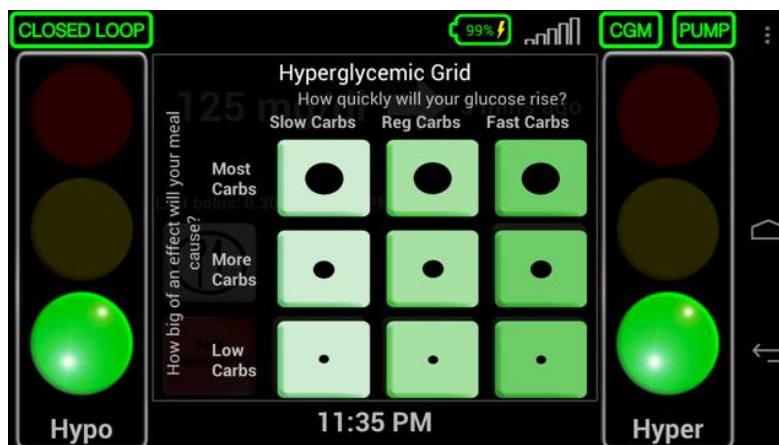 CLOSED LOOP
99%
CGM
PUMP
Hyperglycemic Grid
How quickly will your glucose rise?
125
ago
Slow Carbs Reg Carbs Fast Carbs
How big of an effect will your meal
cause?
Most
Carbs
More
Carbs
Low
Carbs
Hypo
11:35 PM
Hyper